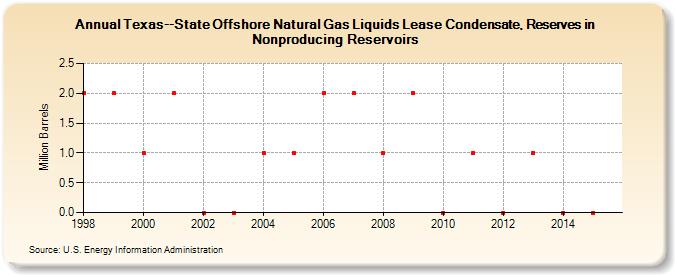 Annual Texas--State Offshore Natural Gas Liquids Lease Condensate, Reserves in
Nonproducing Reservoirs
Million Barrels
2.5
2.0
1.5
1.0
0.5
0.0
1998 2000 2002 2004 2006 2008 2010 2012 2014
Source: U.S. Energy Information Administration